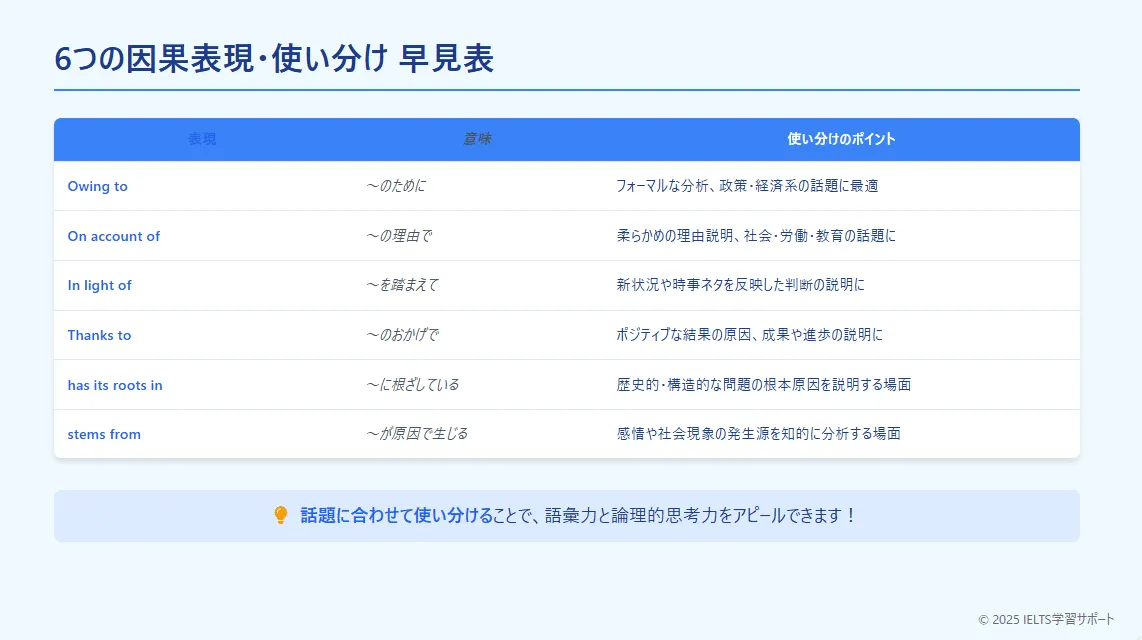 6つの因果表現・使い分け 早見表
表現 意味 使い分けのポイント
Owing to ～のために フォーマルな分析、政策・経済系の話題に最適
On account of ～の理由で 柔らかめの理由説明、社会・労働・教育の話題に
In light of ～を踏まえて 新状況や時事ネタを反映した判断の説明に
Thanks to ～のおかげで ポジティブな結果の原因、成果や進歩の説明に
has its roots in ～に根ざしている 歴史的・構造的な問題の根本原因を説明する場面
stems from ～が原因で生じる 感情や社会現象の発生源を知的に分析する場面
話題に合わせて使い分けることで、語彙力と論理的思考力をアピールできます！
© 2025 IELTS学習サポート